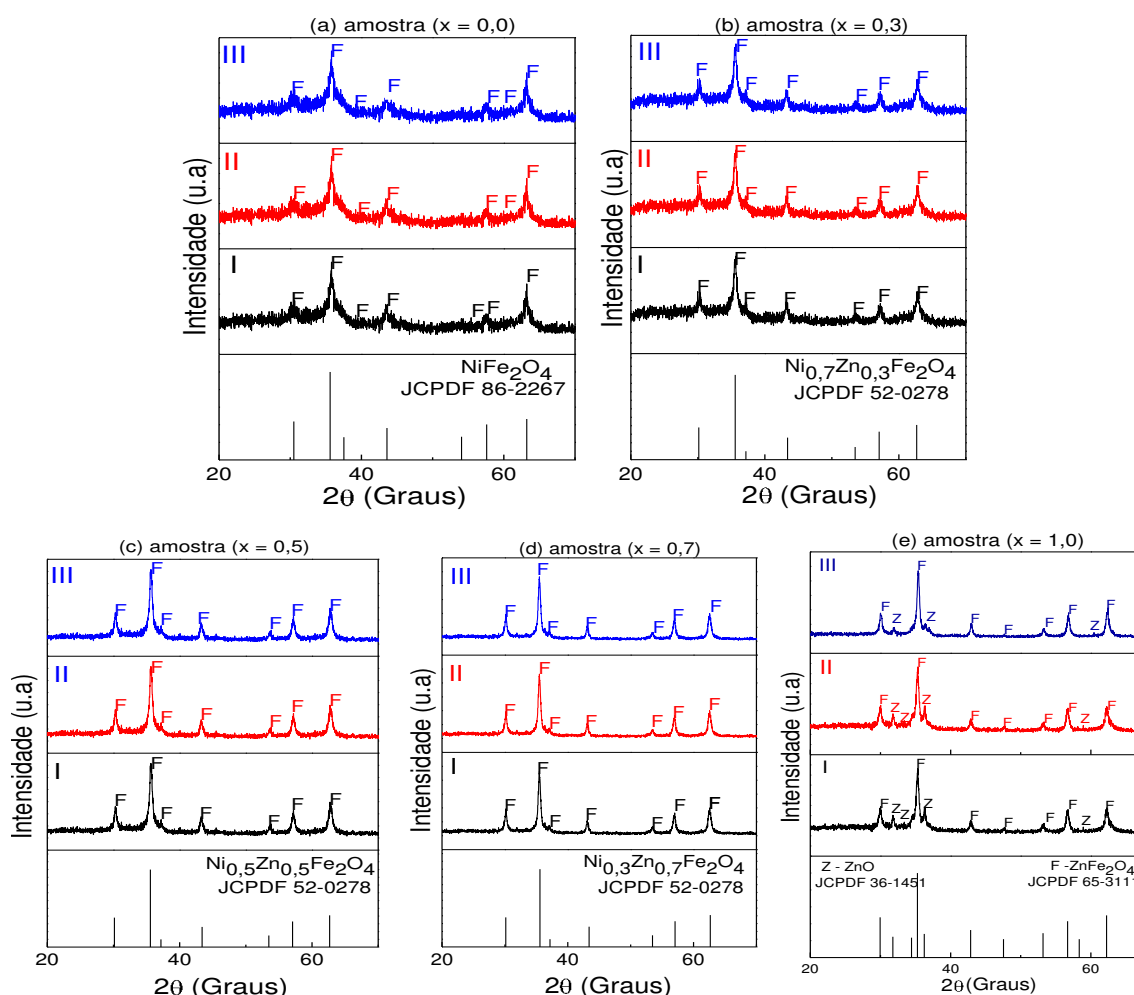 (a) amostra (x = 0,0)
III
F F F F F F F
II
F F F F F F F
I
F F F F F F F
NiFe2O4
JCPDF 86-2267
Intensidade (u.a)
20 40 60
2θ (Graus)
(b) amostra (x = 0,3)
III
F F F F F F F
II
F F F F F F F
I
F F F F F F
Ni0,7Zn0,3Fe2O4
JCPDF 52-0278
Intensidade (u.a)
20 40 60
2θ (Graus)
(c) amostra (x = 0,5)
III
F F F F F F F
II
F F F F F F F
I
F F F F F F F
Ni0,5Zn0,5Fe2O4
JCPDF 52-0278
Intensidade (u.a)
20 40 60
2θ (Graus)
(d) amostra (x = 0,7)
III
F F F F F F F
II
F F F F F F F
I
F F F F F F F
Ni0,3Zn0,7Fe2O4
JCPDF 52-0278
Intensidade (u.a)
20 40 60
2θ (Graus)
(e) amostra (x = 1,0)
III
F Z F Z F F F F Z F
II
F Z Z F Z F F F F Z F
I
F Z Z F Z F F F F Z F
Z - ZnO
JCPDF 36-1451
F -ZnFe2O4
JCPDF 65-3111
Intensidade (u.a)
20 40 60
2θ (Graus)